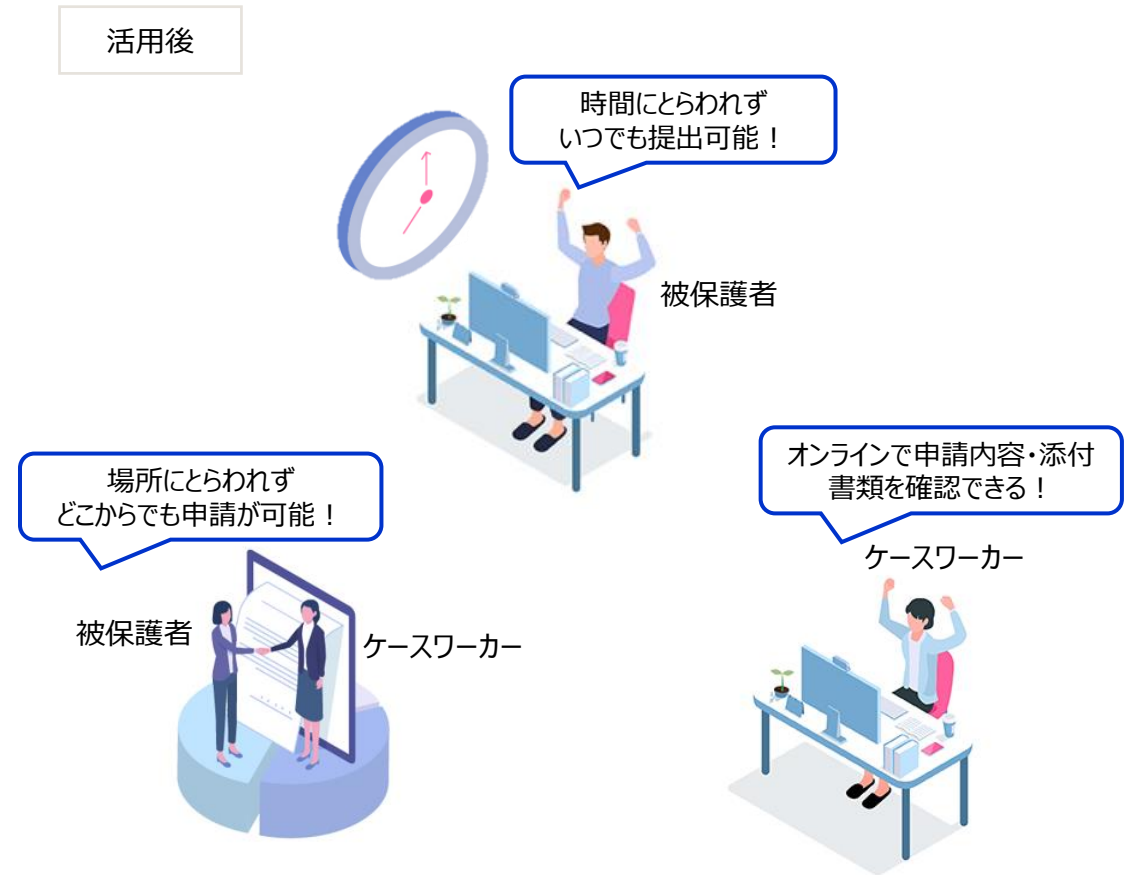 活用後
時間にとらわれず
いつでも提出可能！
被保護者
場所にとらわれず
どこからでも申請が可能！
被保護者
ケースワーカー
オンラインで申請内容・添付
書類を確認できる！
ケースワーカー